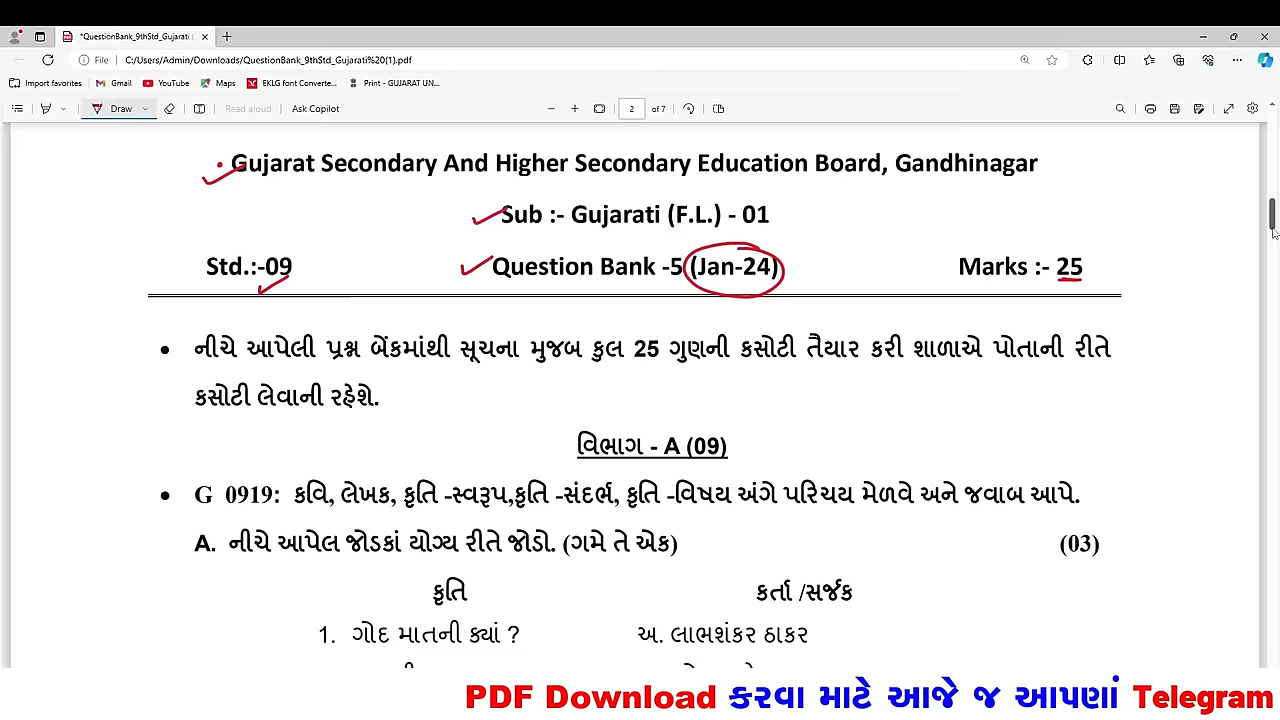 *QuestionBank_9thStd_Gujarati (
File C:/Users/Admin/Downloads/QuestionBank_9thStd_Gujarati%20(1).pdf
Import favorites Gmail YouTube Maps EKLG font Converte... Print - GUJARAT UN...
Draw Read aloud Ask Copilot 2 of 7
Gujarat Secondary And Higher Secondary Education Board, Gandhinagar
Sub :- Gujarati (F.L.) - 01
Std.:-09 Question Bank -5 (Jan-24) Marks :- 25
• નીચે આપેલી પ્રશ્ન બેંકમાંથી સૂચના મુજબ કુલ 25 ગુણની કસોટી તૈયાર કરી શાળાએ પોતાની રીતે
કસોટી લેવાની રહેશે.
વિભાગ - A (09)
• G 0919: કવિ, લેખક, કૃતિ -સ્વરૂપ,કૃતિ -સંદર્ભ, કૃતિ -વિષય અંગે પરિચય મેળવે અને જવાબ આપે.
A. નીચે આપેલ જોડકાં યોગ્ય રીતે જોડો. (ગમે તે એક) (03)
કૃતિ કર્તા /સર્જક
1. ગોદ માતની ક્યાં ? અ. લાભશંકર ઠાકર
PDF Download કરવા માટે આજે જ આપણાં Telegram